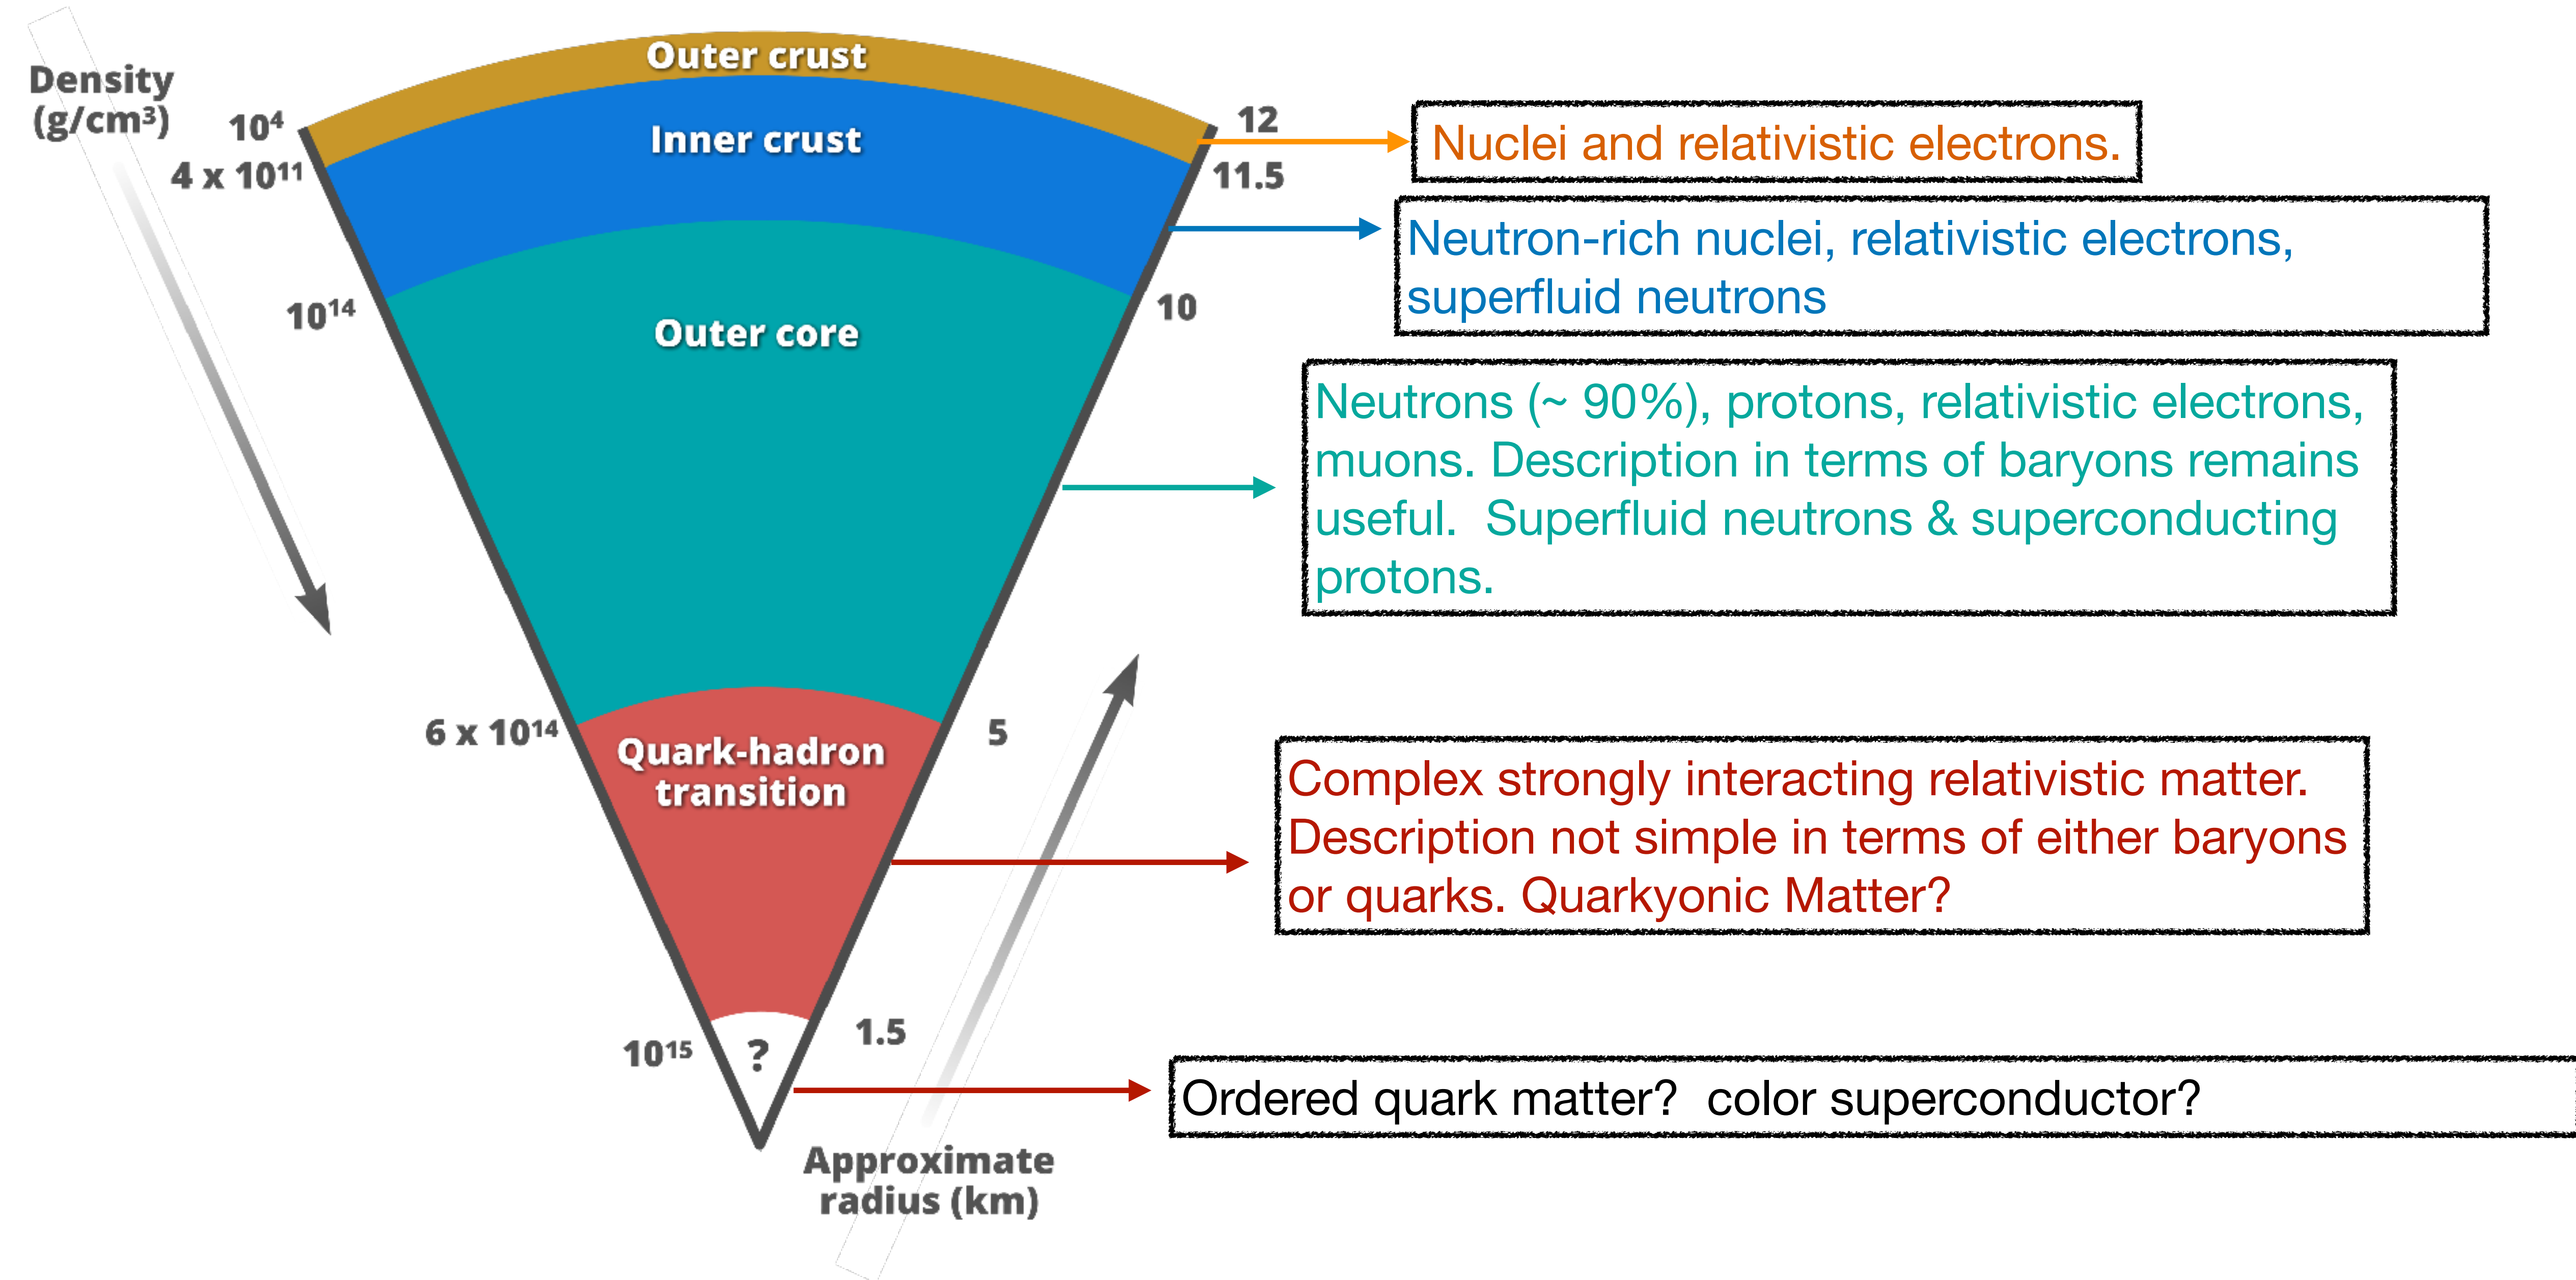 Density
(g/cm³)
10⁴
4 x 10¹¹
10¹⁴
6 x 10¹⁴
10¹⁵
Outer crust
Inner crust
Outer core
Quark-hadron
transition
?
12
11.5
10
5
1.5
Approximate
radius (km)
Nuclei and relativistic electrons.
Neutron-rich nuclei, relativistic electrons,
superfluid neutrons
Neutrons (~ 90%), protons, relativistic electrons,
muons. Description in terms of baryons remains
useful.  Superfluid neutrons & superconducting
protons.
Complex strongly interacting relativistic matter.
Description not simple in terms of either baryons
or quarks. Quarkyonic Matter?
Ordered quark matter?  color superconductor?